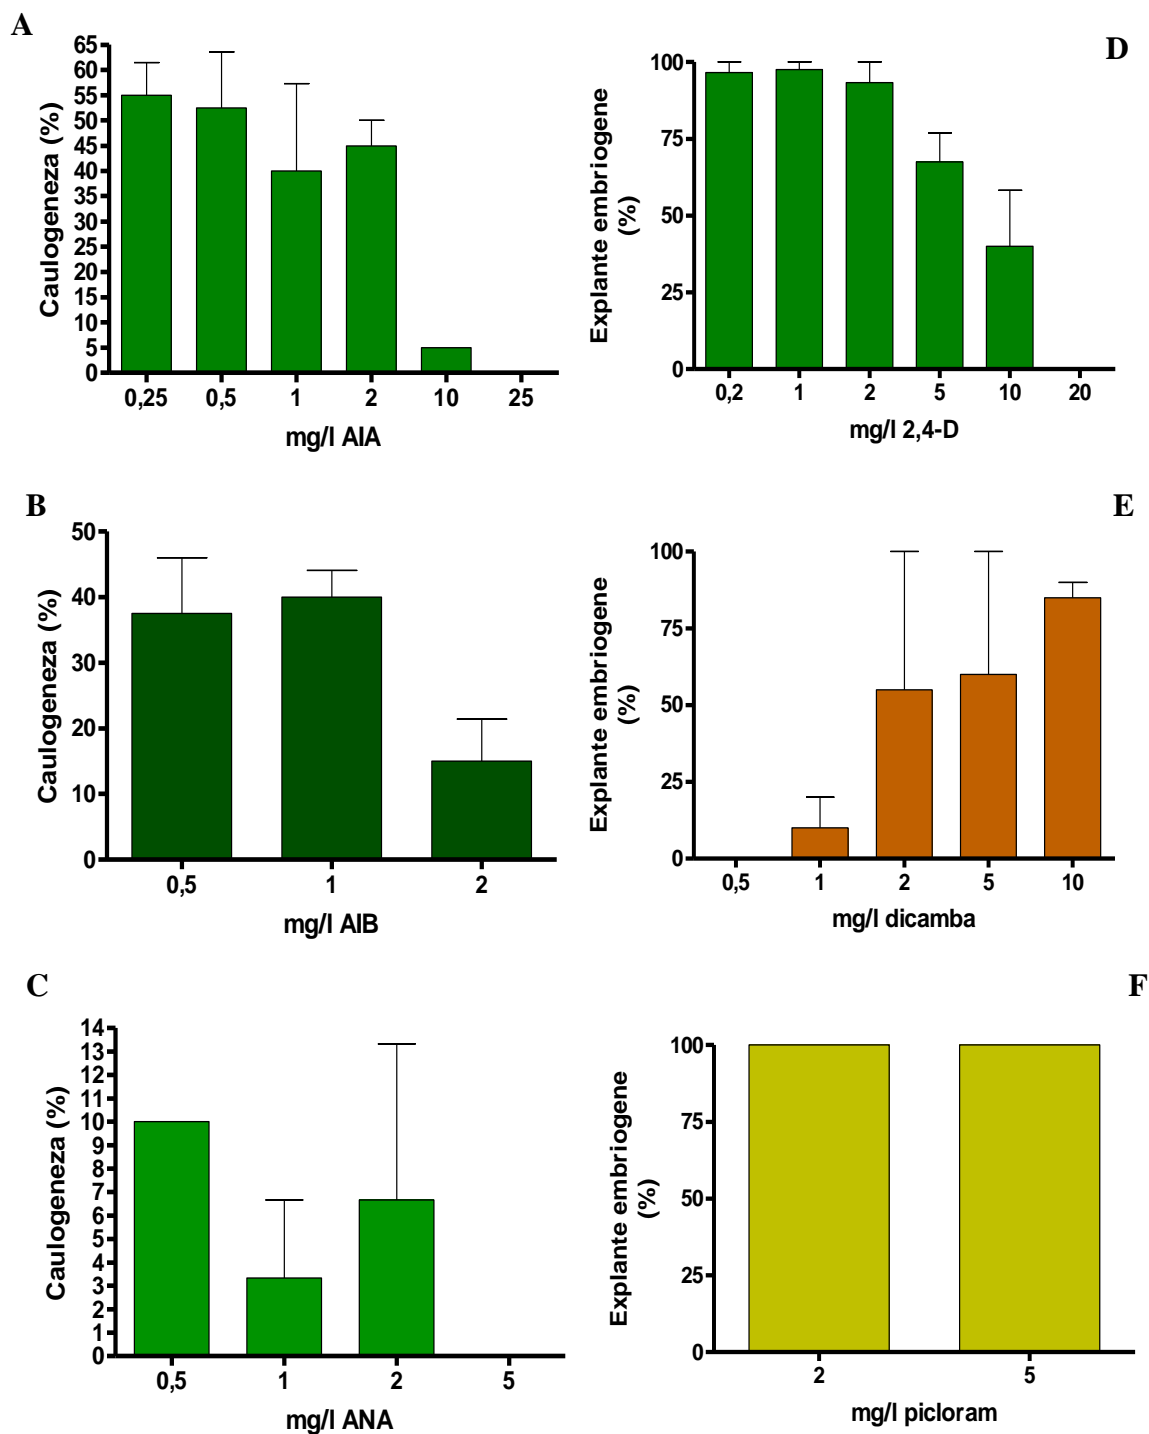 A
Caulogeneza (%)
65
60
55
50
45
40
35
30
25
20
15
10
5
0
0,25 0,5 1 2 10 25
mg/l AIA
D
Explante embriogene
(%)
100
75
50
25
0
0,2 1 2 5 10 20
mg/l 2,4-D
B
Caulogeneza (%)
50
40
30
20
10
0
0,5 1 2
mg/l AIB
E
Explante embriogene
(%)
100
75
50
25
0
0,5 1 2 5 10
mg/l dicamba
C
Caulogeneza (%)
14
13
12
11
10
9
8
7
6
5
4
3
2
1
0
0,5 1 2 5
mg/l ANA
F
Explante embriogene
(%)
100
75
50
25
0
2 5
mg/l picloram